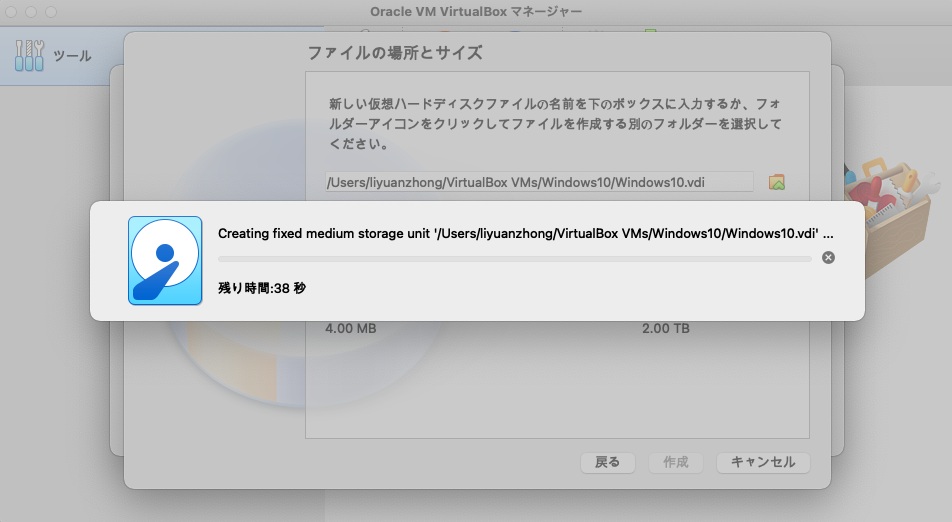 Oracle VM VirtualBox マネージャー
ツール
ファイルの場所とサイズ
新しい仮想ハードディスクファイルの名前を下のボックスに入力するか、フォ
ルダーアイコンをクリックしてファイルを作成する別のフォルダーを選択して
ください。
/Users/liyuanzhong/VirtualBox VMs/Windows10/Windows10.vdi
Creating fixed medium storage unit '/Users/liyuanzhong/VirtualBox VMs/Windows10/Windows10.vdi' ...
残り時間:38 秒
4.00 MB
2.00 TB
戻る
作成
キャンセル